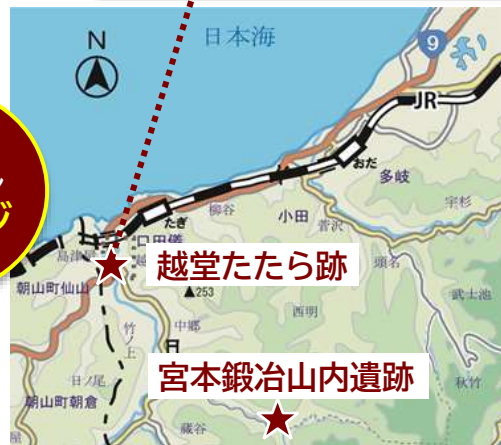 N
日本海
9
JR
おだ
多岐
たぎ
柳谷
小田
菅沢
宇杉
口田儀
頭名
越堂たたら跡
朝山町仙山
▲253
武士池
竹ノ上
中郷
西明
宮本鍛冶山内遺跡
日ノ尾
秋竹
朝山町朝倉
蔵谷